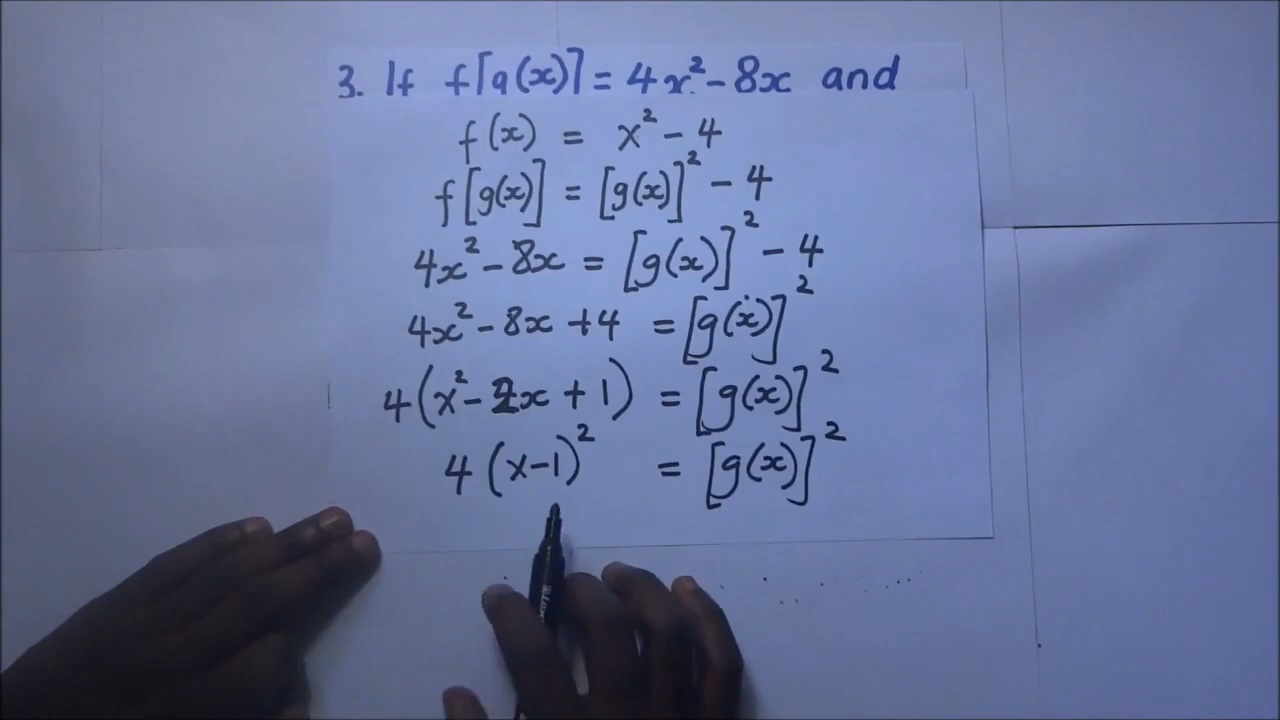 3. If f[g(x)] = 4x² - 8x and
f(x) = x² - 4
f[g(x)] = [g(x)]² - 4
4x² - 8x = [g(x)]² - 4
4x² - 8x + 4 = [g(x)]²
4(x² - 2x + 1) = [g(x)]²
4(x-1)² = [g(x)]²